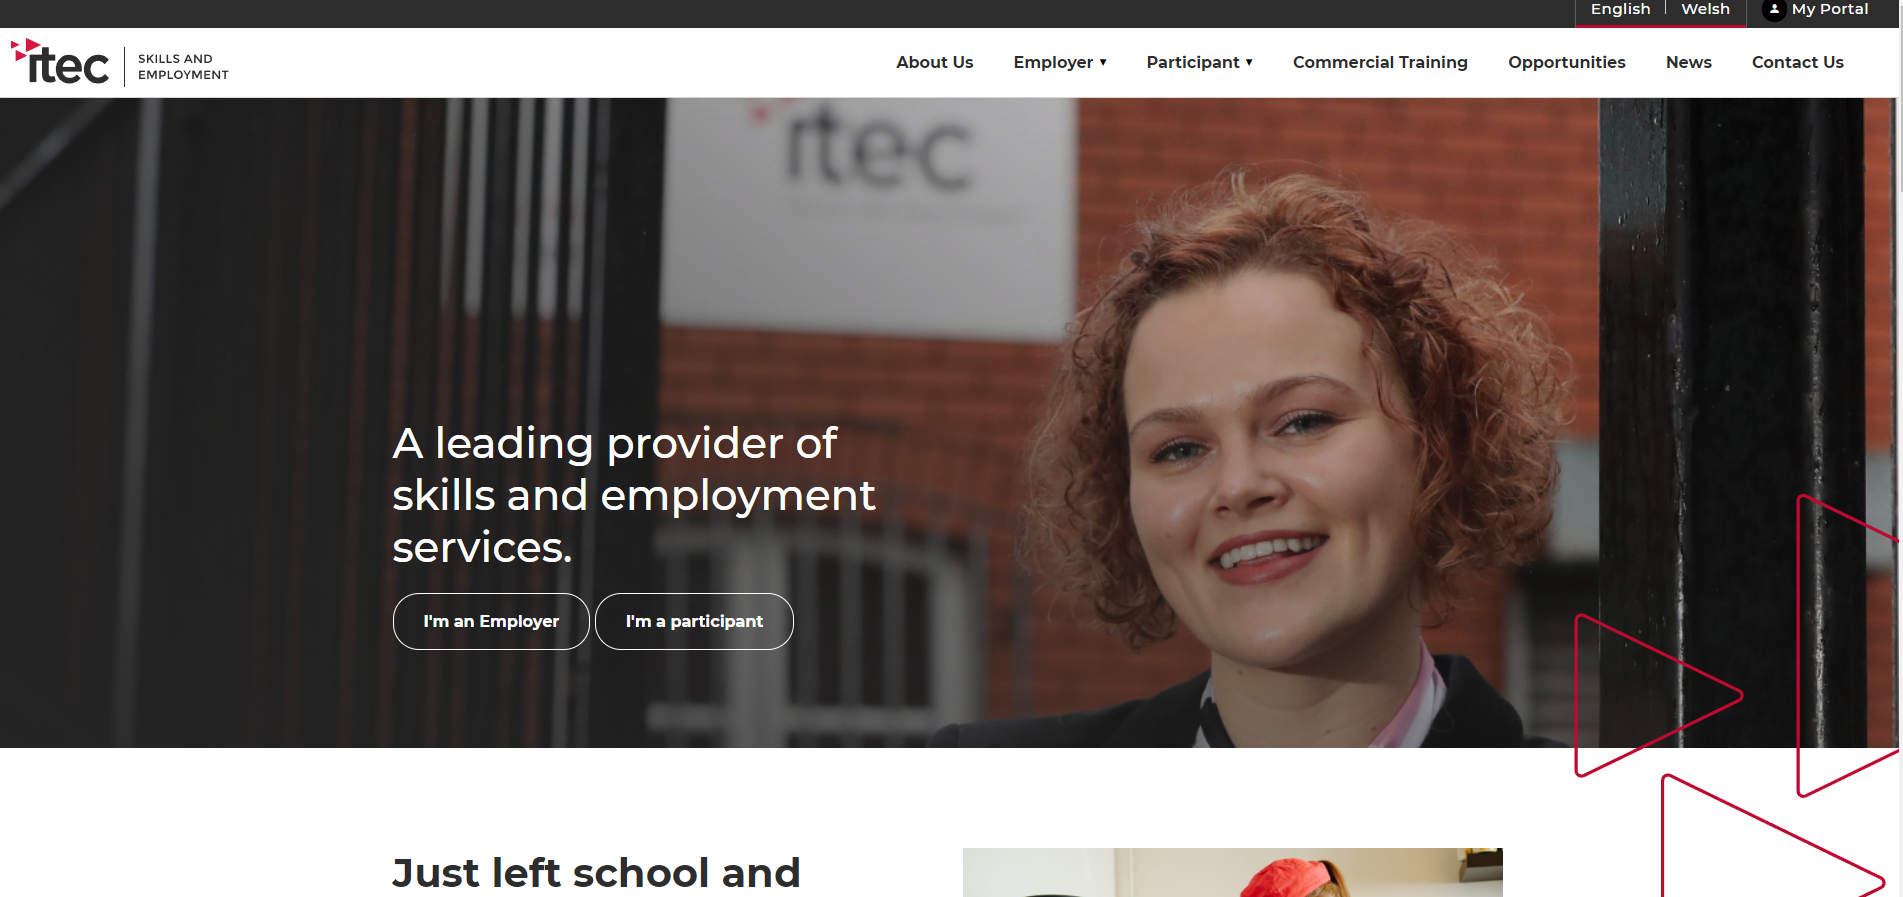 English
Welsh
My Portal
itec
SKILLS AND
EMPLOYMENT
About Us
Employer
Participant
Commercial Training
Opportunities
News
Contact Us
itec
A leading provider of
skills and employment
services.
I'm an Employer
I'm a participant
Just left school and